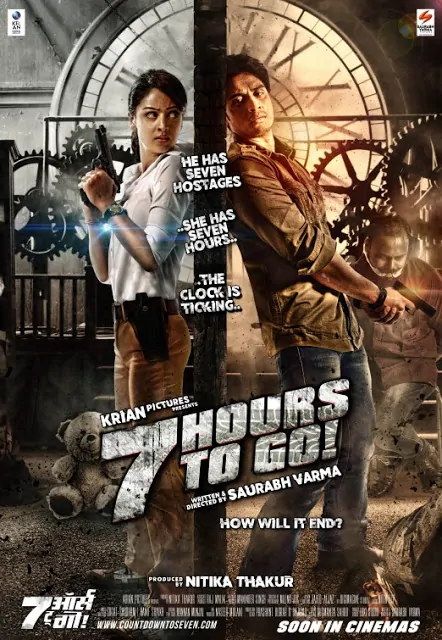 HE HAS
SEVEN
HOSTAGES
..SHE HAS
SEVEN
HOURS..
..THE
CLOCK IS
TICKING..
KRIAN PICTURES
PRESENTS
7 HOURS
TO GO!
WRITTEN &
DIRECTED BY SAURABH VARMA
HOW WILL IT END?
PRODUCED BY NITIKA THAKUR
7 ऑवर्स
टू गो!
WWW.COUNTDOWNTOSEVEN.COM
SOON IN CINEMAS